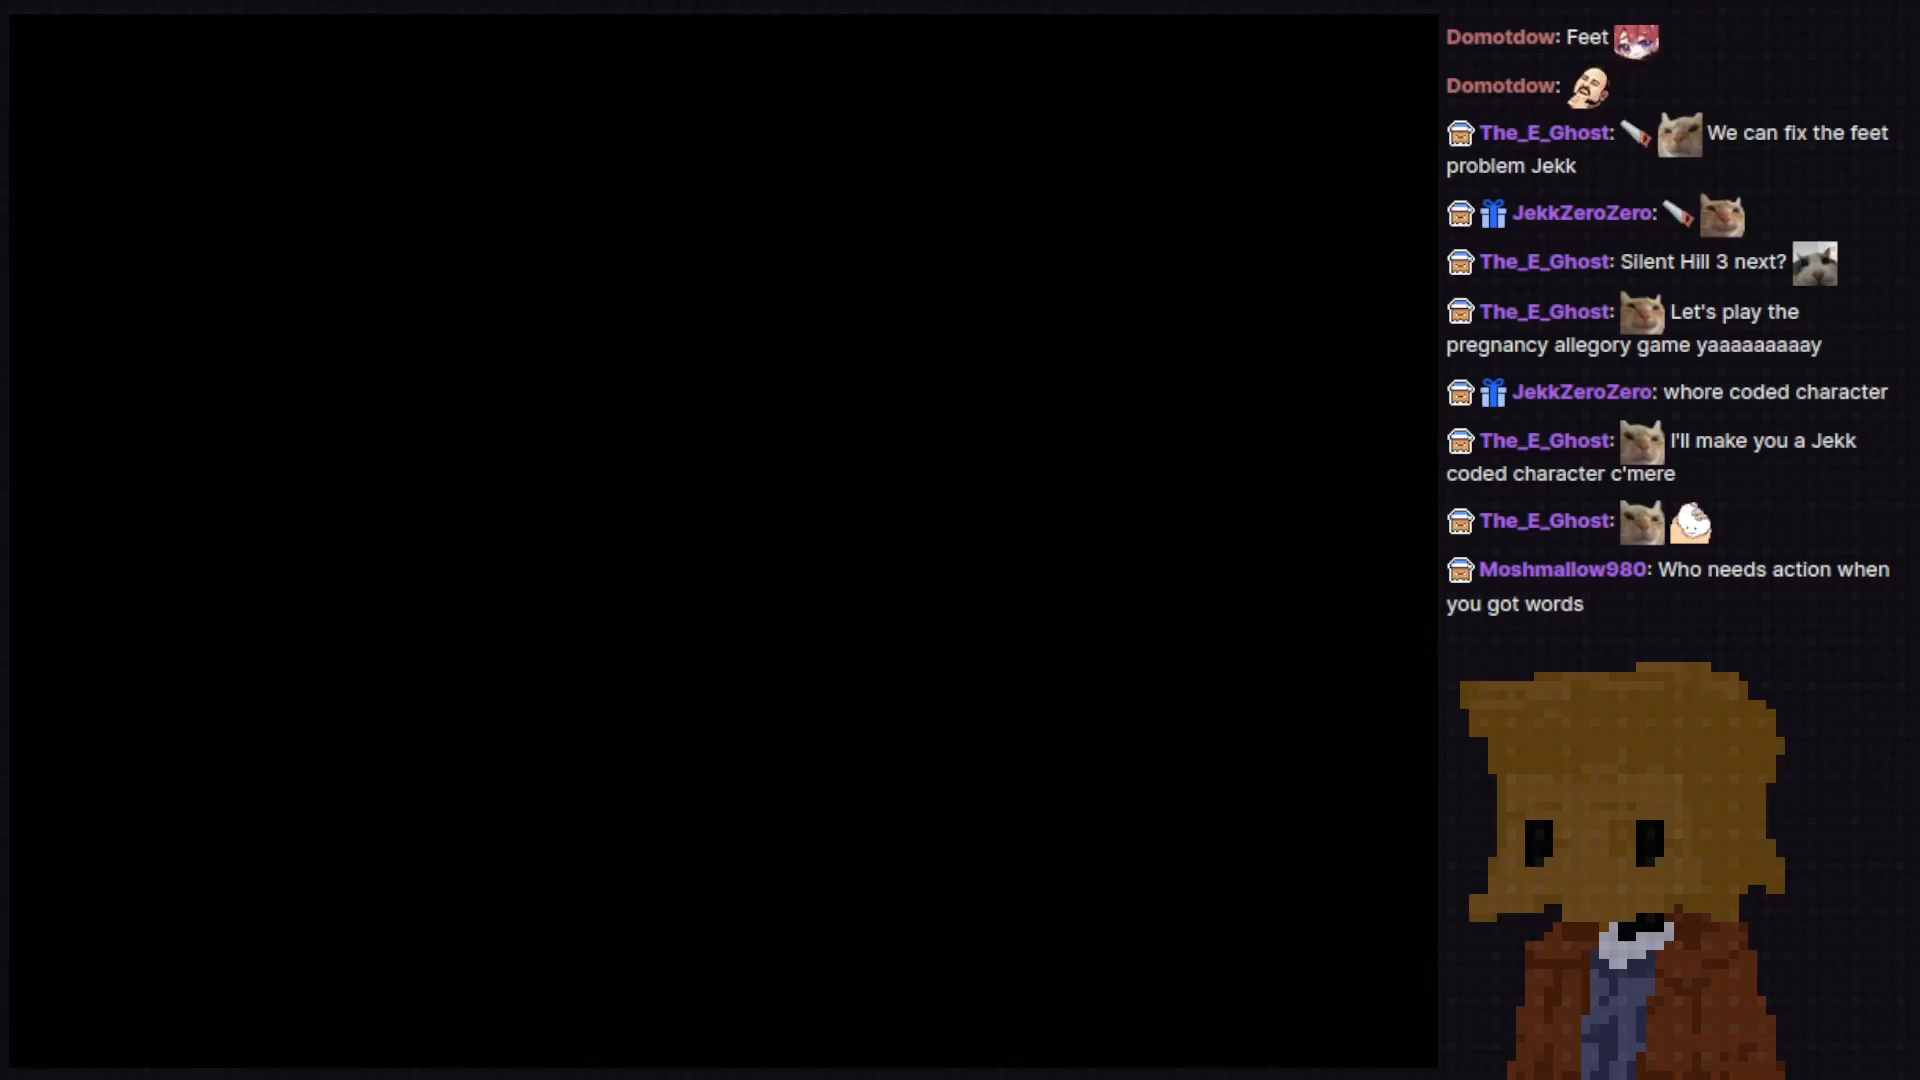 Domotdow: Feet
Domotdow:
The_E_Ghost: We can fix the feet
problem Jekk
JekkZeroZero:
The_E_Ghost: Silent Hill 3 next?
The_E_Ghost: Let's play the
pregnancy allegory game yaaaaaaaaay
JekkZeroZero: whore coded character
The_E_Ghost: I'll make you a Jekk
coded character c'mere
The_E_Ghost:
Moshmallow980: Who needs action when
you got words